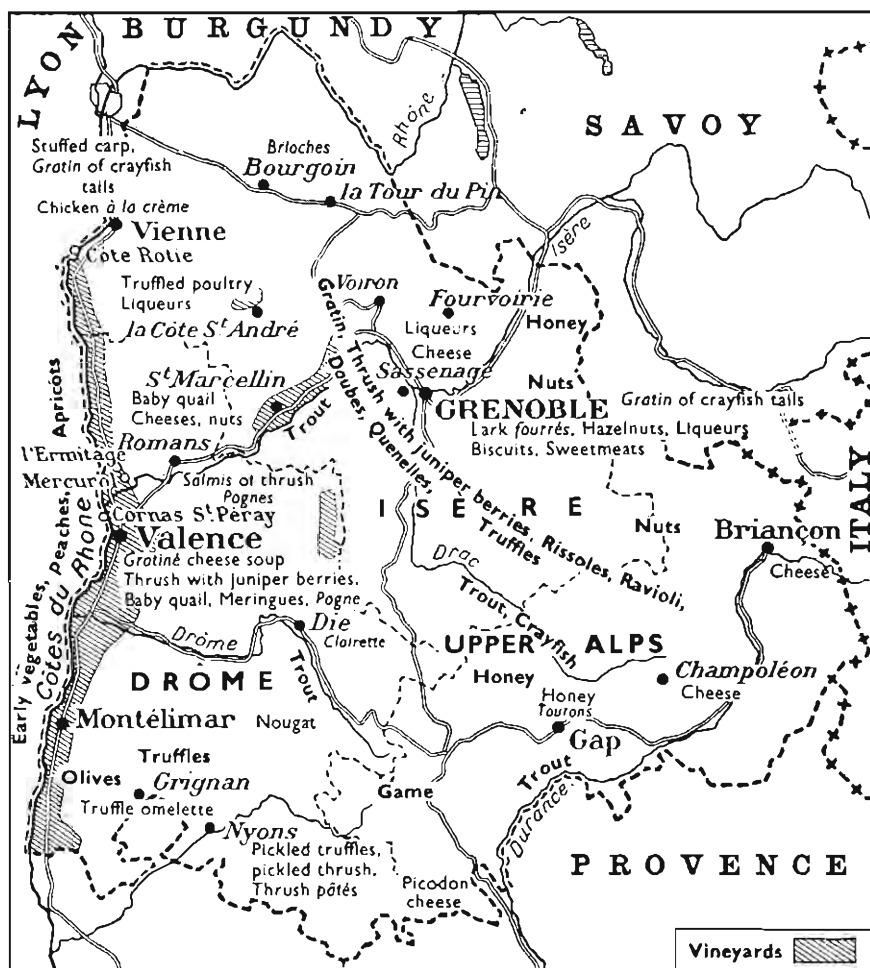 BURGUNDY
LYON
SAVOY
Rhône
Stuffed carp,
Gratin of crayfish
tails
Chicken à la crème
Brioches
Bourgoin
la Tour du Pin
Vienne
Côte Rotie
Isère
Truffled poultry
Liqueurs
la Côte St André
Voiron
Fourvoirie
Liqueurs
Cheese
Honey
Sassenage
Nuts
GRENOBLE
Gratin of crayfish tails
Lark fourrés, Hazelnuts, Liqueurs
Biscuits, Sweetmeats
St Marcellin
Baby quail
Cheeses, nuts
Trout
Gratin, Thrush with juniper berries, Rissoles, Ravioli,
Daubes, Quenelles, Truffles
Apricots
Romans
l'Ermitage
Mercurol
Salmis of thrush
Pognes
Cornas St Péray
Valence
Gratiné cheese soup
Thrush with juniper berries,
Baby quail, Meringues, Pogne
ISÈRE
Nuts
ITALY
Briançon
Cheese
Drac
Trout, Crayfish
Early vegetables, Peaches,
Côtes du Rhône
Drôme
Die
Clairette
Trout
UPPER ALPS
Honey
Champoléon
Cheese
DRÔME
Montélimar
Nougat
Honey
Tourons
Gap
Truffles
Olives
Grignan
Truffle omelette
Game
Trout
Durance
Nyons
Pickled truffles,
pickled thrush,
Thrush pâtés
Picodon
cheese
PROVENCE
Vineyards